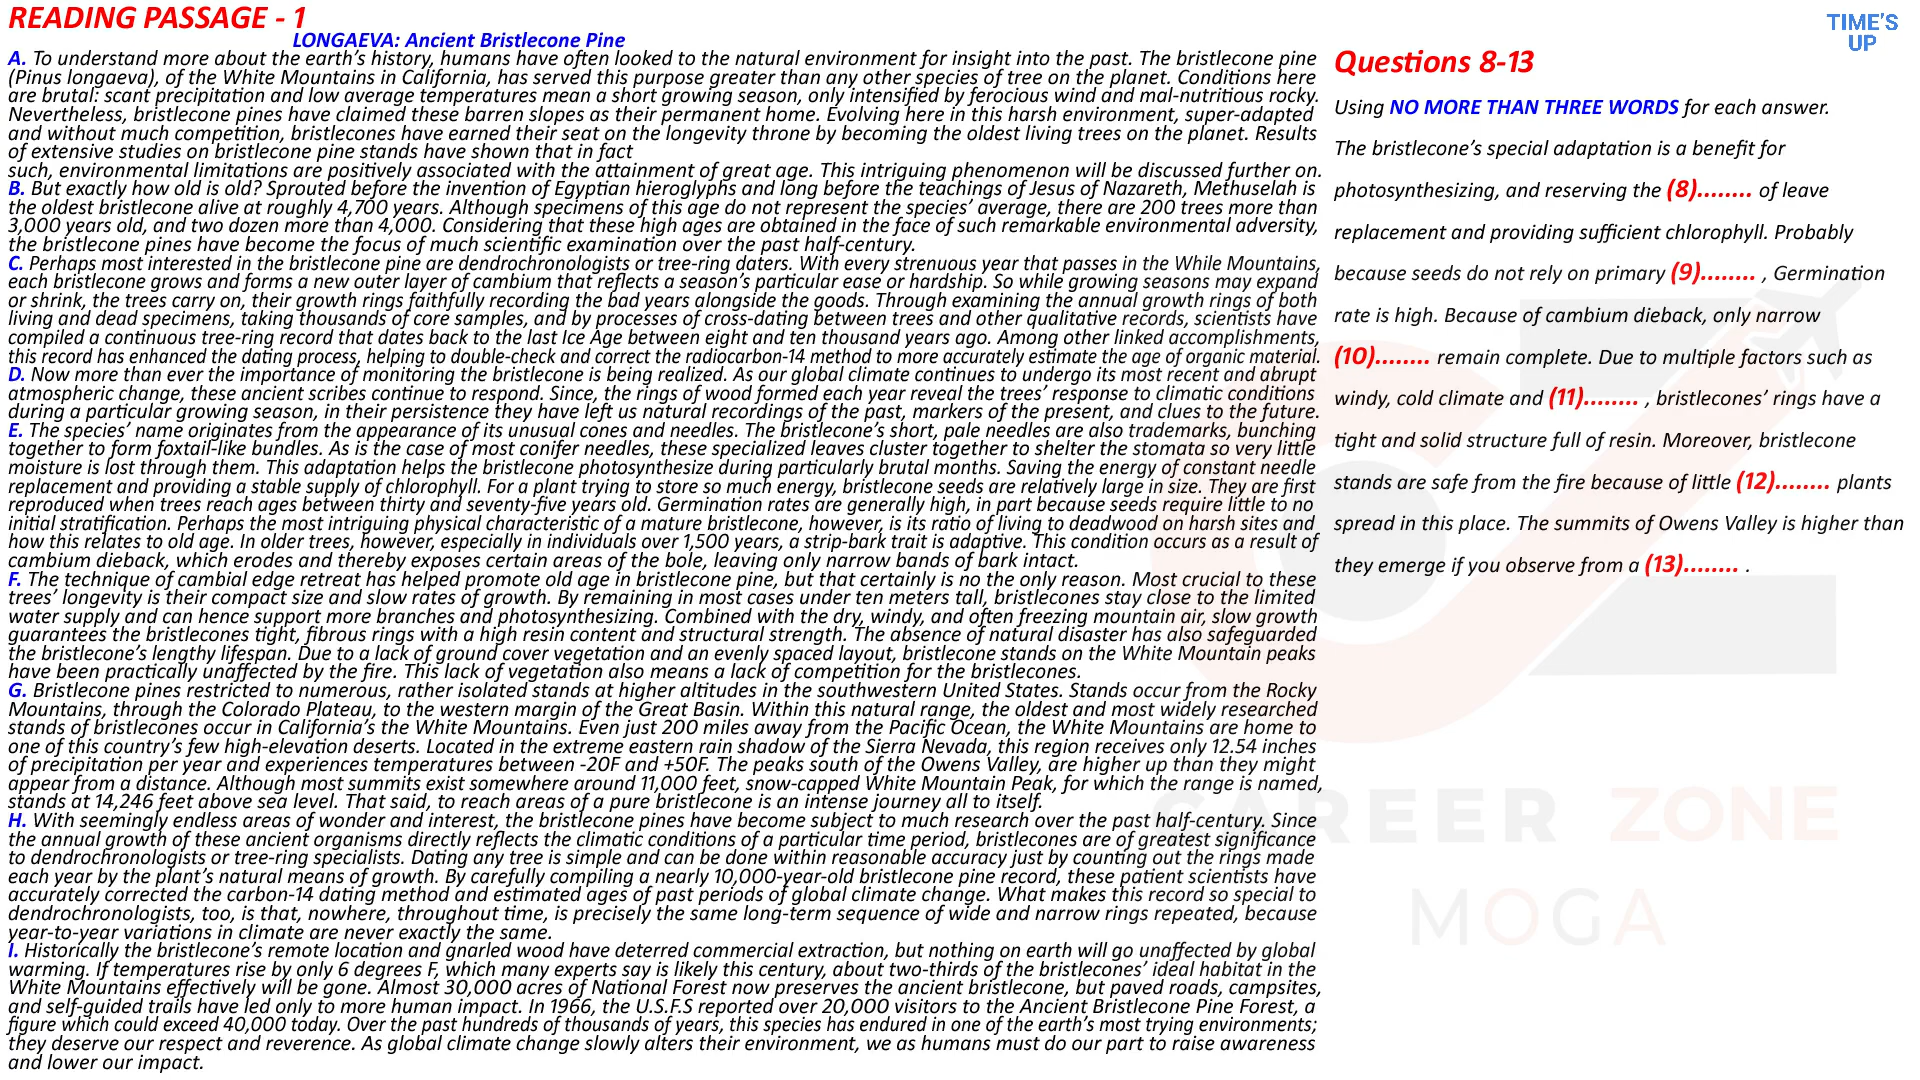 READING PASSAGE - 1
LONGAEVA: Ancient Bristlecone Pine
A. To understand more about the earth's history, humans have often looked to the natural environment for insight into the past. The bristlecone pine
(Pinus longaeva), of the White Mountains in California, has served this purpose greater than any other species of tree on the planet. Conditions here
are brutal: scant precipitation and low average temperatures mean a short growing season, only intensified by ferocious wind and mal-nutritious rocky.
Nevertheless, bristlecone pines have claimed these barren slopes as their permanent home. Evolving here in this harsh environment, super-adapted
and without much competition, bristlecones have earned their seat on the longevity throne by becoming the oldest living trees on the planet. Results
of extensive studies on bristlecone pine stands have shown that in fact
such, environmental limitations are positively associated with the attainment of great age. This intriguing phenomenon will be discussed further on.
B. But exactly how old is old? Sprouted before the invention of Egyptian hieroglyphs and long before the teachings of Jesus of Nazareth, Methuselah is
the oldest bristlecone alive at roughly 4,700 years. Although specimens of this age do not represent the species' average, there are 200 trees more than
3,000 years old, and two dozen more than 4,000. Considering that these high ages are obtained in the face of such remarkable environmental adversity,
the bristlecone pines have become the focus of much scientific examination over the past half-century.
C. Perhaps most interested in the bristlecone pine are dendrochronologists or tree-ring daters. With every strenuous year that passes in the While Mountains,
each bristlecone grows and forms a new outer layer of cambium that reflects a season's particular ease or hardship. So while growing seasons may expand
or shrink, the trees carry on, their growth rings faithfully recording the bad years alongside the goods. Through examining the annual growth rings of both
living and dead specimens, taking thousands of core samples, and by processes of cross-dating between trees and other qualitative records, scientists have
compiled a continuous tree-ring record that dates back to the last Ice Age between eight and ten thousand years ago. Among other linked accomplishments,
this record has enhanced the dating process, helping to double-check and correct the radiocarbon-14 method to more accurately estimate the age of organic material.
D. Now more than ever the importance of monitoring the bristlecone is being realized. As our global climate continues to undergo its most recent and abrupt
atmospheric change, these ancient scribes continue to respond. Since, the rings of wood formed each year reveal the trees' response to climatic conditions
during a particular growing season, in their persistence they have left us natural recordings of the past, markers of the present, and clues to the future.
E. The species' name originates from the appearance of its unusual cones and needles. The bristlecone's short, pale needles are also trademarks, bunching
together to form foxtail-like bundles. As is the case of most conifer needles, these specialized leaves cluster together to shelter the stomata so very little
moisture is lost through them. This adaptation helps the bristlecone photosynthesize during particularly brutal months. Saving the energy of constant needle
replacement and providing a stable supply of chlorophyll. For a plant trying to store so much energy, bristlecone seeds are relatively large in size. They are first
reproduced when trees reach ages between thirty and seventy-five years old. Germination rates are generally high, in part because seeds require little to no
initial stratification. Perhaps the most intriguing physical characteristic of a mature bristlecone, however, is its ratio of living to deadwood on harsh sites and
how this relates to old age. In older trees, however, especially in individuals over 1,500 years, a strip-bark trait is adaptive. This condition occurs as a result of
cambium dieback, which erodes and thereby exposes certain areas of the bole, leaving only narrow bands of bark intact.
F. The technique of cambial edge retreat has helped promote old age in bristlecone pine, but that certainly is no the only reason. Most crucial to these
trees' longevity is their compact size and slow rates of growth. By remaining in most cases under ten meters tall, bristlecones stay close to the limited
water supply and can hence support more branches and photosynthesizing. Combined with the dry, windy, and often freezing mountain air, slow growth
guarantees the bristlecones tight, fibrous rings with a high resin content and structural strength. The absence of natural disaster has also safeguarded
the bristlecone's lengthy lifespan. Due to a lack of ground cover vegetation and an evenly spaced layout, bristlecone stands on the White Mountain peaks
have been practically unaffected by the fire. This lack of vegetation also means a lack of competition for the bristlecones.
G. Bristlecone pines restricted to numerous, rather isolated stands at higher altitudes in the southwestern United States. Stands occur from the Rocky
Mountains, through the Colorado Plateau, to the western margin of the Great Basin. Within this natural range, the oldest and most widely researched
stands of bristlecones occur in California's the White Mountains. Even just 200 miles away from the Pacific Ocean, the White Mountains are home to
one of this country's few high-elevation deserts. Located in the extreme eastern rain shadow of the Sierra Nevada, this region receives only 12.54 inches
of precipitation per year and experiences temperatures between -20F and +50F. The peaks south of the Owens Valley, are higher up than they might
appear from a distance. Although most summits exist somewhere around 11,000 feet, snow-capped White Mountain Peak, for which the range is named,
stands at 14,246 feet above sea level. That said, to reach areas of a pure bristlecone is an intense journey all to itself.
H. With seemingly endless areas of wonder and interest, the bristlecone pines have become subject to much research over the past half-century. Since
the annual growth of these ancient organisms directly reflects the climatic conditions of a particular time period, bristlecones are of greatest significance
to dendrochronologists or tree-ring specialists. Dating any tree is simple and can be done within reasonable accuracy just by counting out the rings made
each year by the plant's natural means of growth. By carefully compiling a nearly 10,000-year-old bristlecone pine record, these patient scientists have
accurately corrected the carbon-14 dating method and estimated ages of past periods of global climate change. What makes this record so special to
dendrochronologists, too, is that, nowhere, throughout time, is precisely the same long-term sequence of wide and narrow rings repeated, because
year-to-year variations in climate are never exactly the same.
I. Historically the bristlecone's remote location and gnarled wood have deterred commercial extraction, but nothing on earth will go unaffected by global
warming. If temperatures rise by only 6 degrees F, which many experts say is likely this century, about two-thirds of the bristlecones' ideal habitat in the
White Mountains effectively will be gone. Almost 30,000 acres of National Forest now preserves the ancient bristlecone, but paved roads, campsites,
and self-guided trails have led only to more human impact. In 1966, the U.S.F.S reported over 20,000 visitors to the Ancient Bristlecone Pine Forest, a
figure which could exceed 40,000 today. Over the past hundreds of thousands of years, this species has endured in one of the earth's most trying environments;
they deserve our respect and reverence. As global climate change slowly alters their environment, we as humans must do our part to raise awareness
and lower our impact.
TIME'S
UP
Questions 8-13
Using NO MORE THAN THREE WORDS for each answer.
The bristlecone's special adaptation is a benefit for
photosynthesizing, and reserving the (8)........ of leave
replacement and providing sufficient chlorophyll. Probably
because seeds do not rely on primary (9)........ , Germination
rate is high. Because of cambium dieback, only narrow
(10)........ remain complete. Due to multiple factors such as
windy, cold climate and (11)........ , bristlecones' rings have a
tight and solid structure full of resin. Moreover, bristlecone
stands are safe from the fire because of little (12)........ plants
spread in this place. The summits of Owens Valley is higher than
they emerge if you observe from a (13)........ .
CAREER ZONE
MOGA